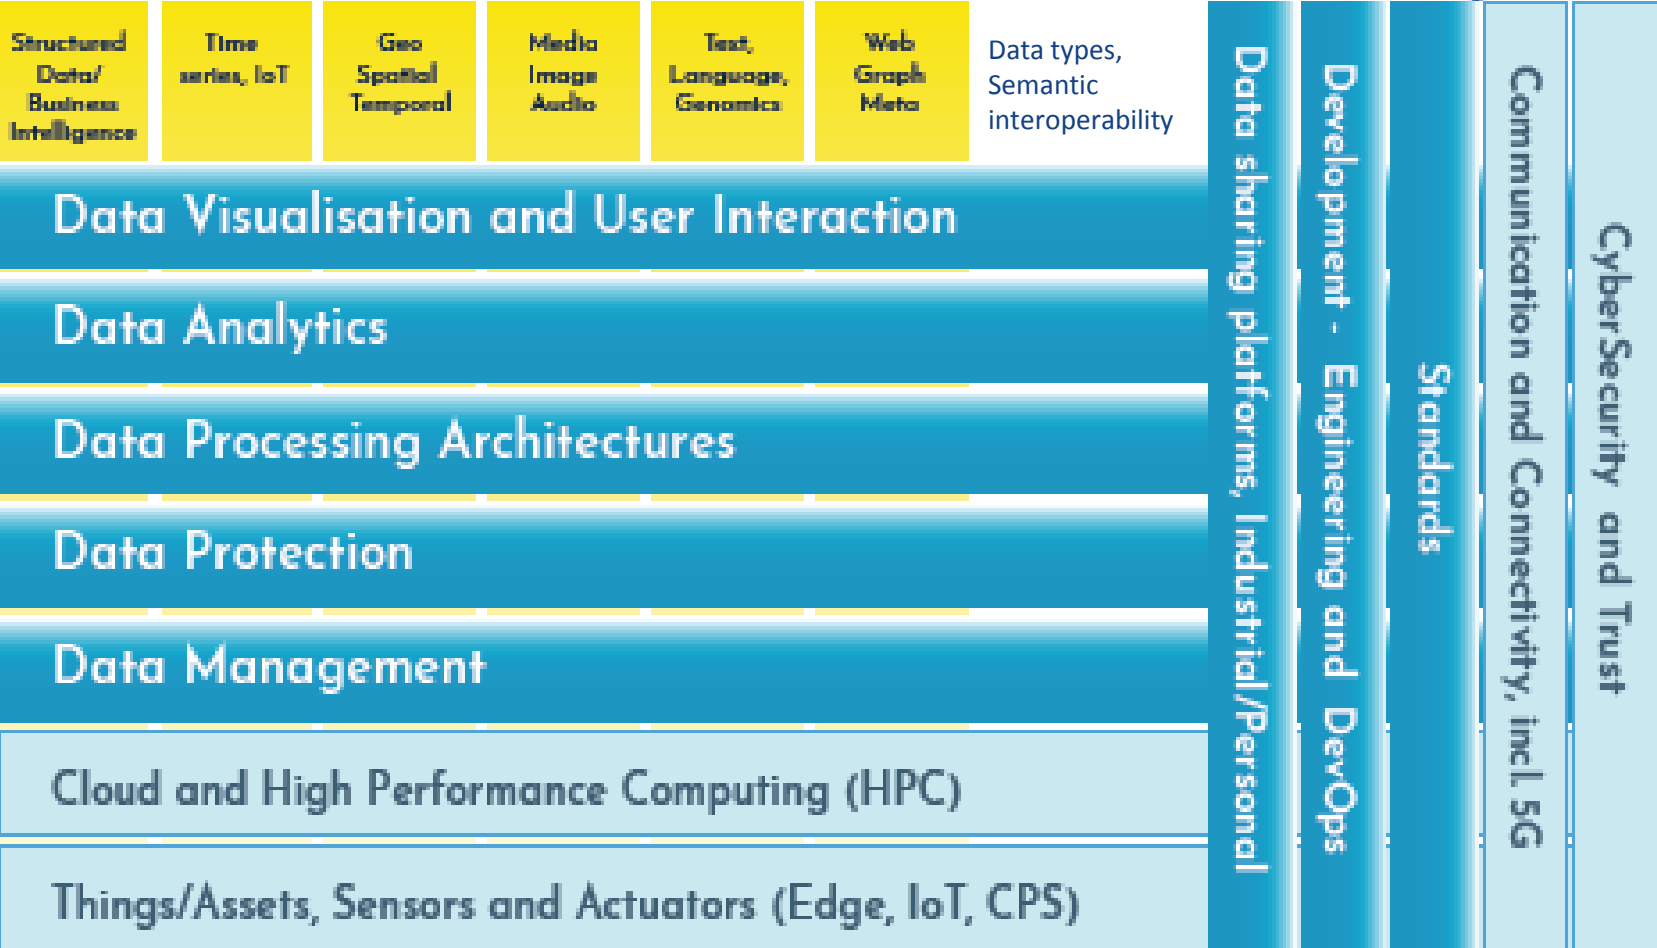 Structured
Data/
Business
Intelligence
Time
series, IoT
Geo
Spatial
Temporal
Media
Image
Audio
Text,
Language,
Genomics
Web
Graph
Meta
Data types,
Semantic
interoperability
Data Visualisation and User Interaction
Data Analytics
Data Processing Architectures
Data Protection
Data Management
Cloud and High Performance Computing (HPC)
Things/Assets, Sensors and Actuators (Edge, IoT, CPS)
Data sharing platforms, Industrial/Personal
Development - Engineering and DevOps
Standards
Communication and Connectivity, incl. 5G
CyberSecurity and Trust